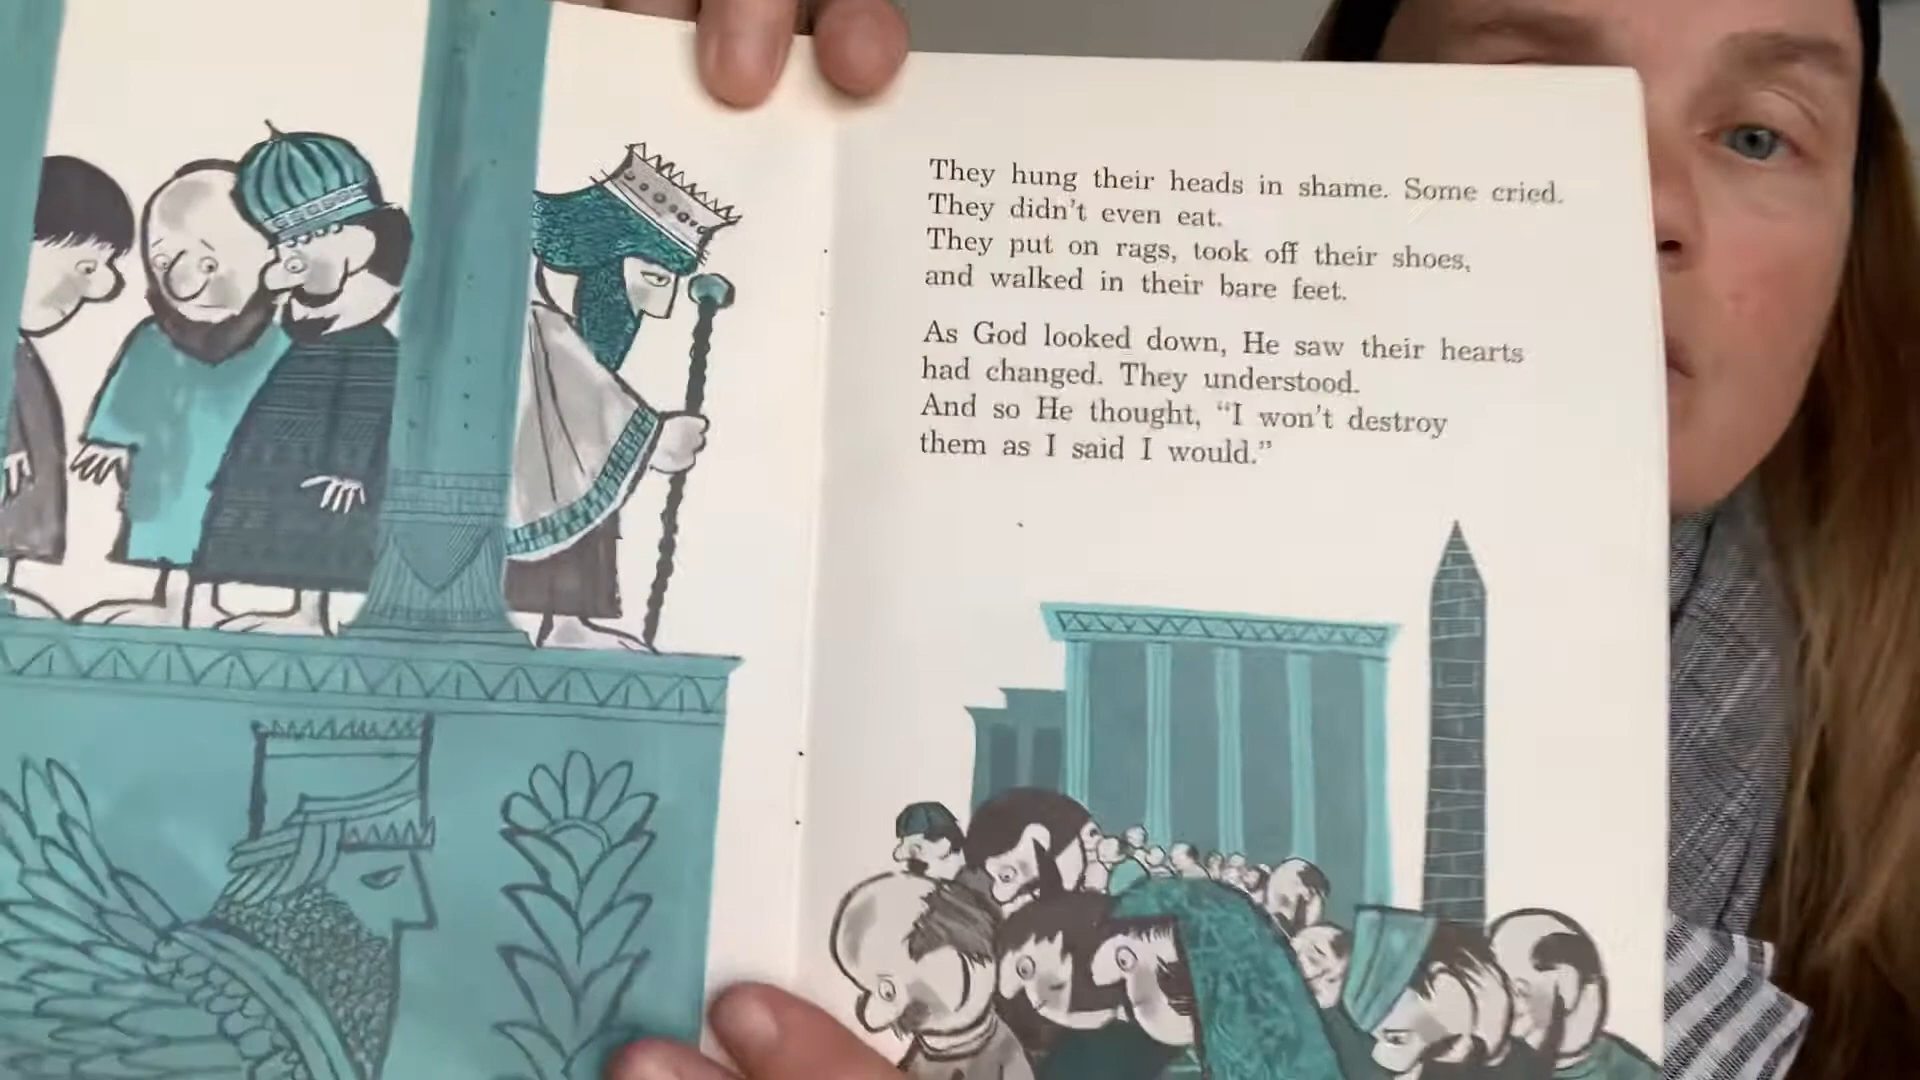 They hung their heads in shame. Some cried.
They didn't even eat.
They put on rags, took off their shoes,
and walked in their bare feet.
As God looked down, He saw their hearts
had changed. They understood.
And so He thought, “I won't destroy
them as I said I would.”